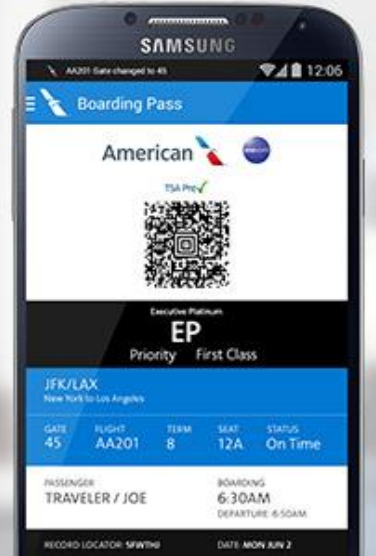 SAMSUNG
AA201 Gate changed to 45 12:06
Boarding Pass
American
TSA Pre✓
Executive Platinum
EP
Priority First Class
JFK/LAX
New York to Los Angeles
GATE FLIGHT TERM SEAT STATUS
45 AA201 8 12A On Time
PASSENGER BOARDING
TRAVELER / JOE 6:30AM
DEPARTURE 6:50AM
RECORD LOCATOR: SFWTHJ DATE: MON JUN 2